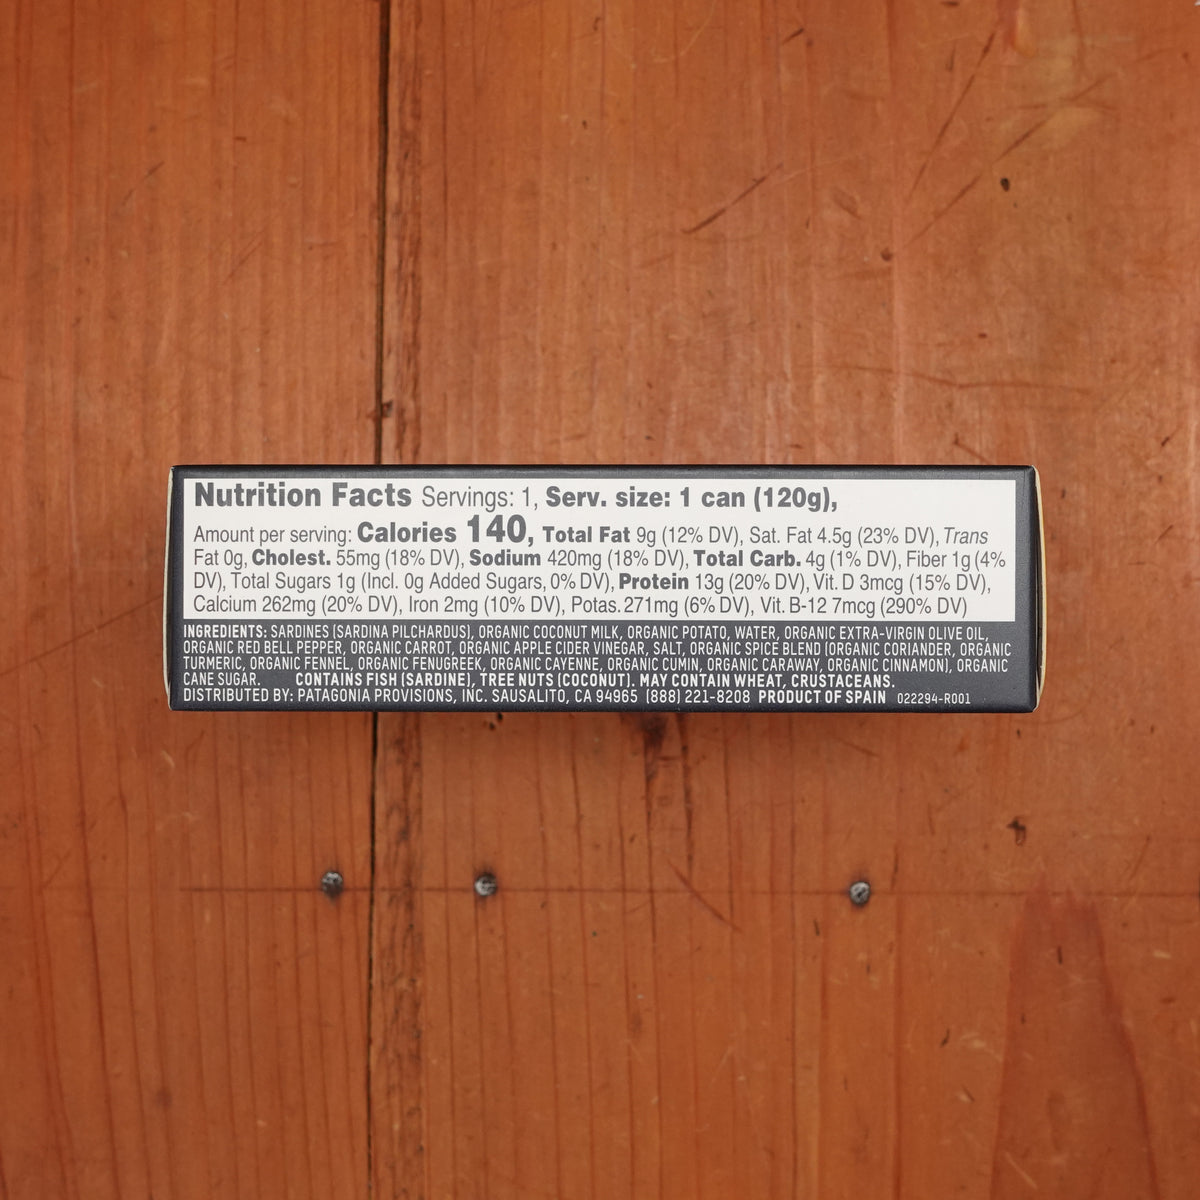 Nutrition Facts Servings: 1, Serv. size: 1 can (120g),
Amount per serving: Calories 140, Total Fat 9g (12% DV), Sat. Fat 4.5g (23% DV), Trans
Fat 0g, Cholest. 55mg (18% DV), Sodium 420mg (18% DV), Total Carb. 4g (1% DV), Fiber 1g (4%
DV), Total Sugars 1g (Incl. 0g Added Sugars, 0% DV), Protein 13g (20% DV), Vit. D 3mcg (15% DV),
Calcium 262mg (20% DV), Iron 2mg (10% DV), Potas. 271mg (6% DV), Vit. B-12 7mcg (290% DV)
INGREDIENTS: SARDINES (SARDINA PILCHARDUS), ORGANIC COCONUT MILK, ORGANIC POTATO, WATER, ORGANIC EXTRA-VIRGIN OLIVE OIL,
ORGANIC RED BELL PEPPER, ORGANIC CARROT, ORGANIC APPLE CIDER VINEGAR, SALT, ORGANIC SPICE BLEND (ORGANIC CORIANDER, ORGANIC
TURMERIC, ORGANIC FENNEL, ORGANIC FENUGREEK, ORGANIC CAYENNE, ORGANIC CUMIN, ORGANIC CARAWAY, ORGANIC CINNAMON), ORGANIC
CANE SUGAR. CONTAINS FISH (SARDINE), TREE NUTS (COCONUT). MAY CONTAIN WHEAT, CRUSTACEANS.
DISTRIBUTED BY: PATAGONIA PROVISIONS, INC. SAUSALITO, CA 94965 (888) 221-8208 PRODUCT OF SPAIN 022294-R001